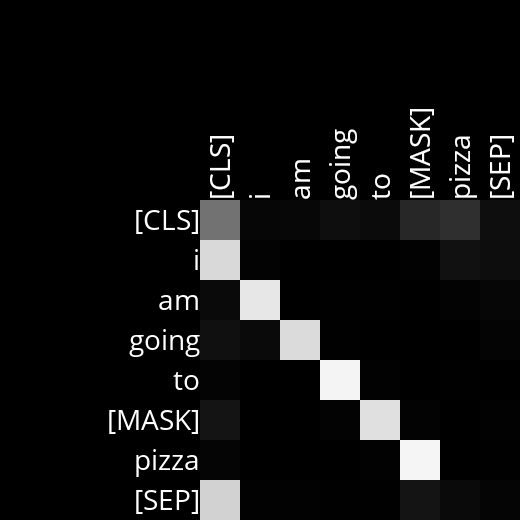 [CLS] i am going to [MASK] pizza [SEP]
[CLS]
i
am
going
to
[MASK]
pizza
[SEP]